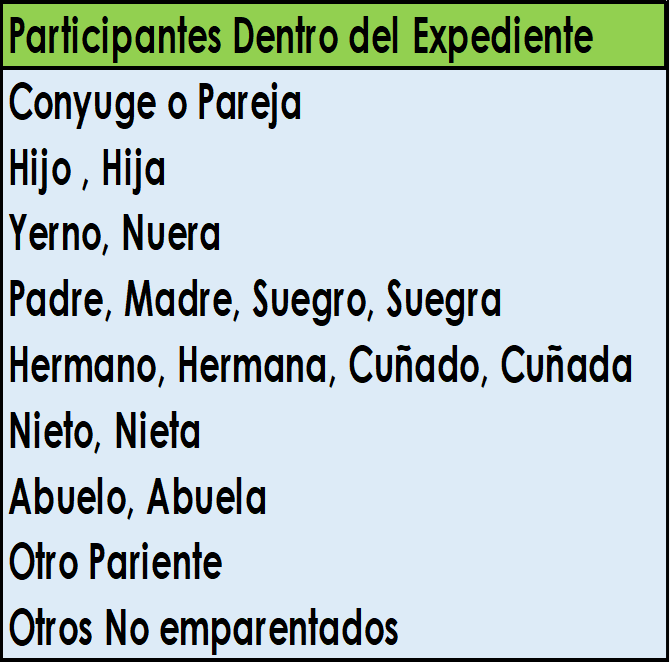 Participantes Dentro del Expediente
Conyuge o Pareja
Hijo , Hija
Yerno, Nuera
Padre, Madre, Suegro, Suegra
Hermano, Hermana, Cuñado, Cuñada
Nieto, Nieta
Abuelo, Abuela
Otro Pariente
Otros No emparentados